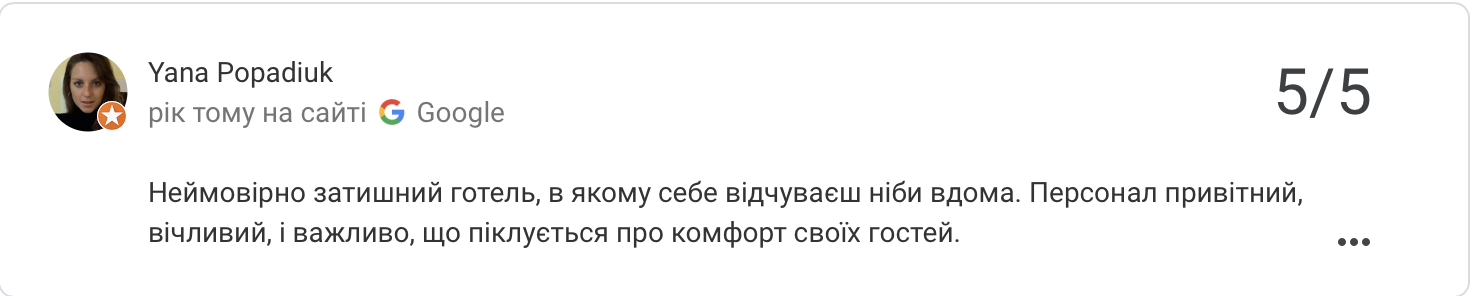 Yana Popadiuk
рік тому на сайті Google
5/5
Неймовірно затишний готель, в якому себе відчуваєш ніби вдома. Персонал привітний,
вічливий, і важливо, що піклується про комфорт своїх гостей.